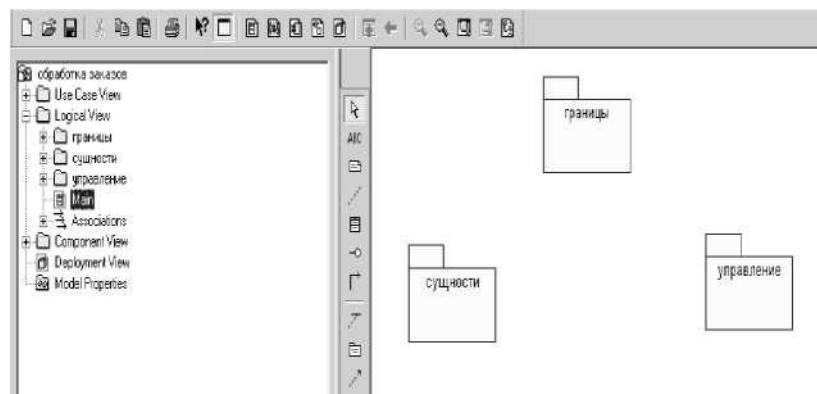 обработка заказов
Use Case View
Logical View
границы
сущности
управление
Main
Associations
Component View
Deployment View
Model Properties
ABC
границы
сущности
управление